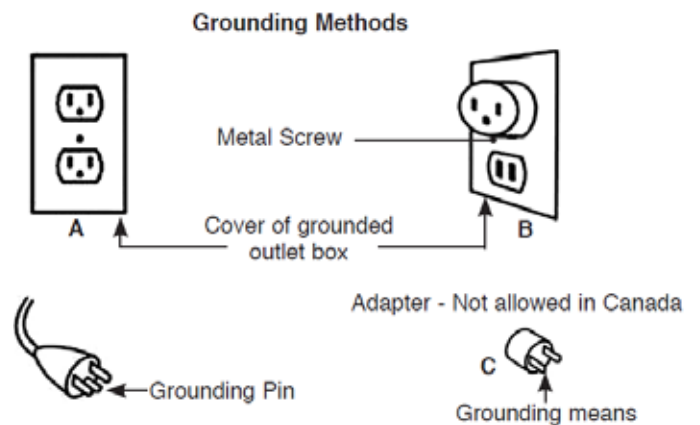 Grounding Methods
Metal Screw
A
Cover of grounded
outlet box
B
Adapter - Not allowed in Canada
Grounding Pin
C
Grounding means